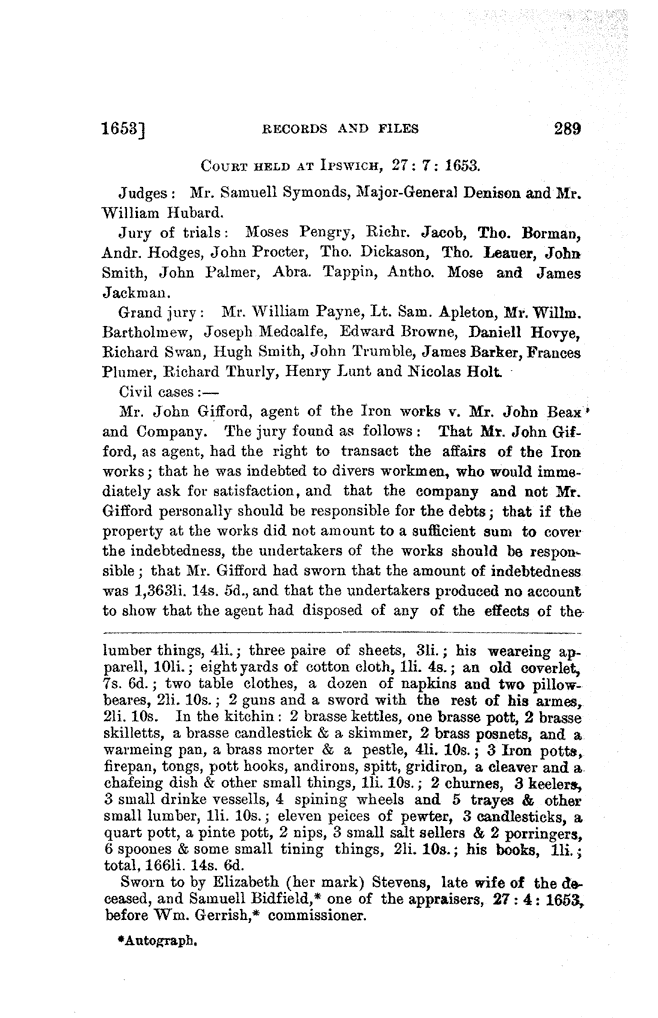 1653] RECORDS AND FILES 289
COURT HELD AT IPSWICH, 27: 7: 1653.
Judges: Mr. Samuell Symonds, Major-General Denison and Mr.
William Hubard.
Jury of trials: Moses Pengry, Richr. Jacob, Tho. Borman,
Andr. Hodges, John Procter, Tho. Dickason, Tho. Leauer, John
Smith, John Palmer, Abra. Tappin, Antho. Mose and James
Jackman.
Grand jury: Mr. William Payne, Lt. Sam. Apleton, Mr. Willm.
Bartholmew, Joseph Medcalfe, Edward Browne, Daniell Hovye,
Richard Swan, Hugh Smith, John Trumble, James Barker, Frances
Plumer, Richard Thurly, Henry Lunt and Nicolas Holt.
Civil cases:—
Mr. John Gifford, agent of the Iron works v. Mr. John Beax
and Company. The jury found as follows: That Mr. John Gif-
ford, as agent, had the right to transact the affairs of the Iron
works; that he was indebted to divers workmen, who would imme-
diately ask for satisfaction, and that the company and not Mr.
Gifford personally should be responsible for the debts; that if the
property at the works did not amount to a sufficient sum to cover
the indebtedness, the undertakers of the works should be respon-
sible; that Mr. Gifford had sworn that the amount of indebtedness
was 1,363li. 14s. 5d., and that the undertakers produced no account
to show that the agent had disposed of any of the effects of the
lumber things, 4li.; three paire of sheets, 3li.; his weareing ap-
parell, 10li.; eight yards of cotton cloth, 1li. 4s.; an old coverlet,
7s. 6d.; two table clothes, a dozen of napkins and two pillow-
beares, 2li. 10s.; 2 guns and a sword with the rest of his armes,
2li. 10s. In the kitchin: 2 brasse kettles, one brasse pott, 2 brasse
skilletts, a brasse candlestick & a skimmer, 2 brass posnets, and a
warmeing pan, a brass morter & a pestle, 4li. 10s.; 3 Iron potts,
firepan, tongs, pott hooks, andirons, spitt, gridiron, a cleaver and a
chafeing dish & other small things, 1li. 10s.; 2 churnes, 3 keelers,
3 small drinke vessells, 4 spining wheels and 5 trayes & other
small lumber, 1li. 10s.; eleven peices of pewter, 3 candlesticks, a
quart pott, a pinte pott, 2 nips, 3 small salt sellers & 2 porringers,
6 spoones & some small tining things, 2li. 10s.; his books, 1li.;
total, 166li. 14s. 6d.
Sworn to by Elizabeth (her mark) Stevens, late wife of the de-
ceased, and Samuell Bidfield,* one of the appraisers, 27: 4: 1653,
before Wm. Gerrish,* commissioner.
*Autograph.